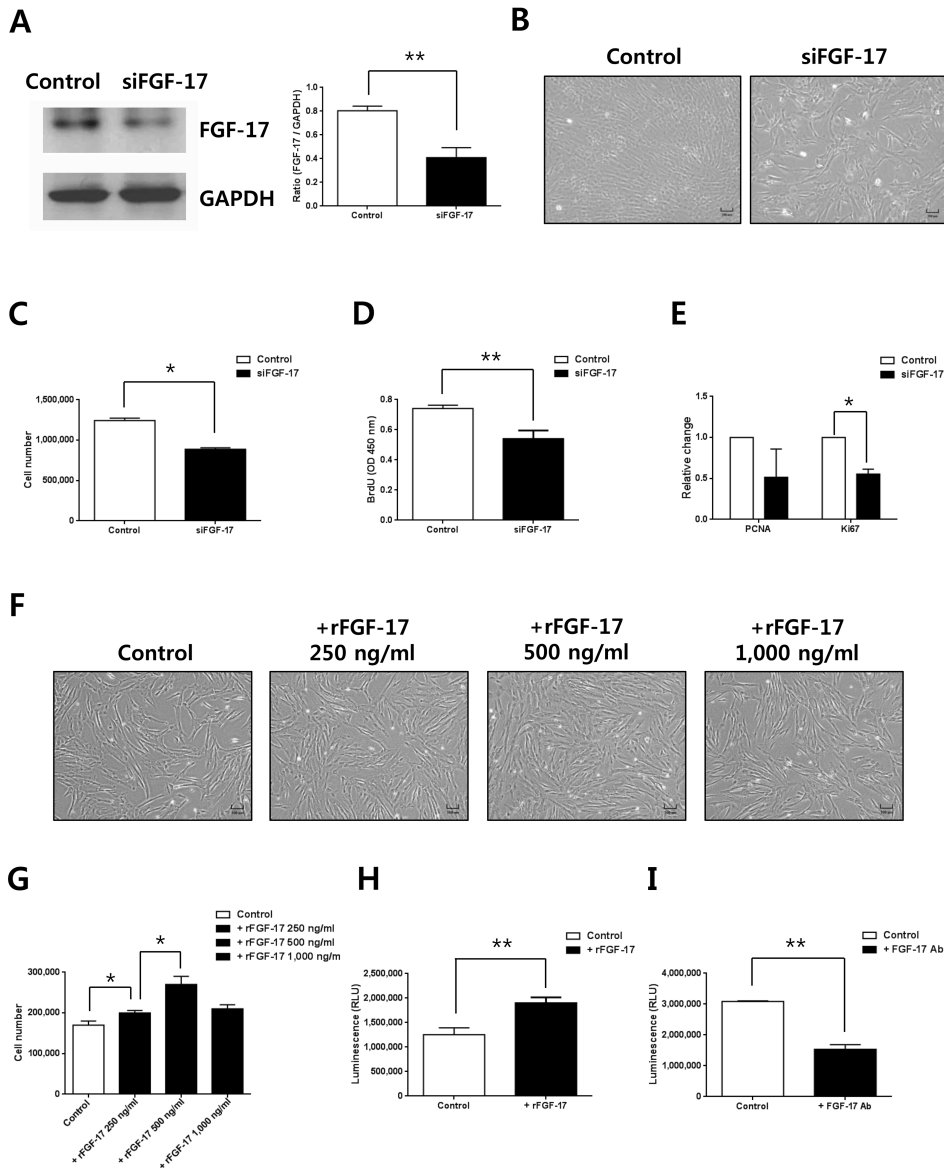 A
Control
siFGF-17
FGF-17
GAPDH
**
Ratio (FGF-17 / GAPDH)
1.0
0.8
0.6
0.4
0.2
0.0
Control
siFGF-17
B
Control
siFGF-17
C
Control
siFGF-17
*
Cell number
1,500,000
1,000,000
500,000
0
Control
siFGF-17
D
Control
siFGF-17
**
BrdU (OD 450 nm)
0.8
0.6
0.4
0.2
0.0
Control
siFGF-17
E
Control
siFGF-17
*
Relative change
1.5
1.0
0.5
0.0
PCNA
Ki67
F
Control
+rFGF-17
250 ng/ml
+rFGF-17
500 ng/ml
+rFGF-17
1,000 ng/ml
G
Control
+ rFGF-17 250 ng/ml
+ rFGF-17 500 ng/ml
+ rFGF-17 1,000 ng/m
*
*
Cell number
300,000
200,000
100,000
0
Control
+ rFGF-17 250 ng/ml
+ rFGF-17 500 ng/ml
+ rFGF-17 1,000 ng/ml
H
Control
+ rFGF-17
**
Luminescence (RLU)
2,500,000
2,000,000
1,500,000
1,000,000
500,000
0
Control
+ rFGF-17
I
Control
+ FGF-17 Ab
**
Luminescence (RLU)
4,000,000
3,000,000
2,000,000
1,000,000
0
Control
+ FGF-17 Ab